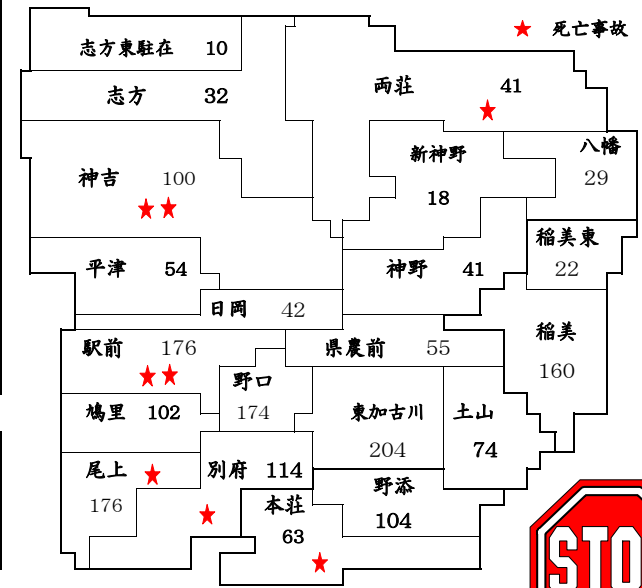 ★ 死亡事故
志方東駐在 10
志方 32
両荘 41
八幡
29
新神野
18
神吉 100
稲美東
22
平津 54
神野 41
日岡 42
稲美
160
駅前 176
県農前 55
野口
174
鳩里 102
東加古川
204
土山
74
尾上
176
別府 114
野添
104
本荘
63
STO